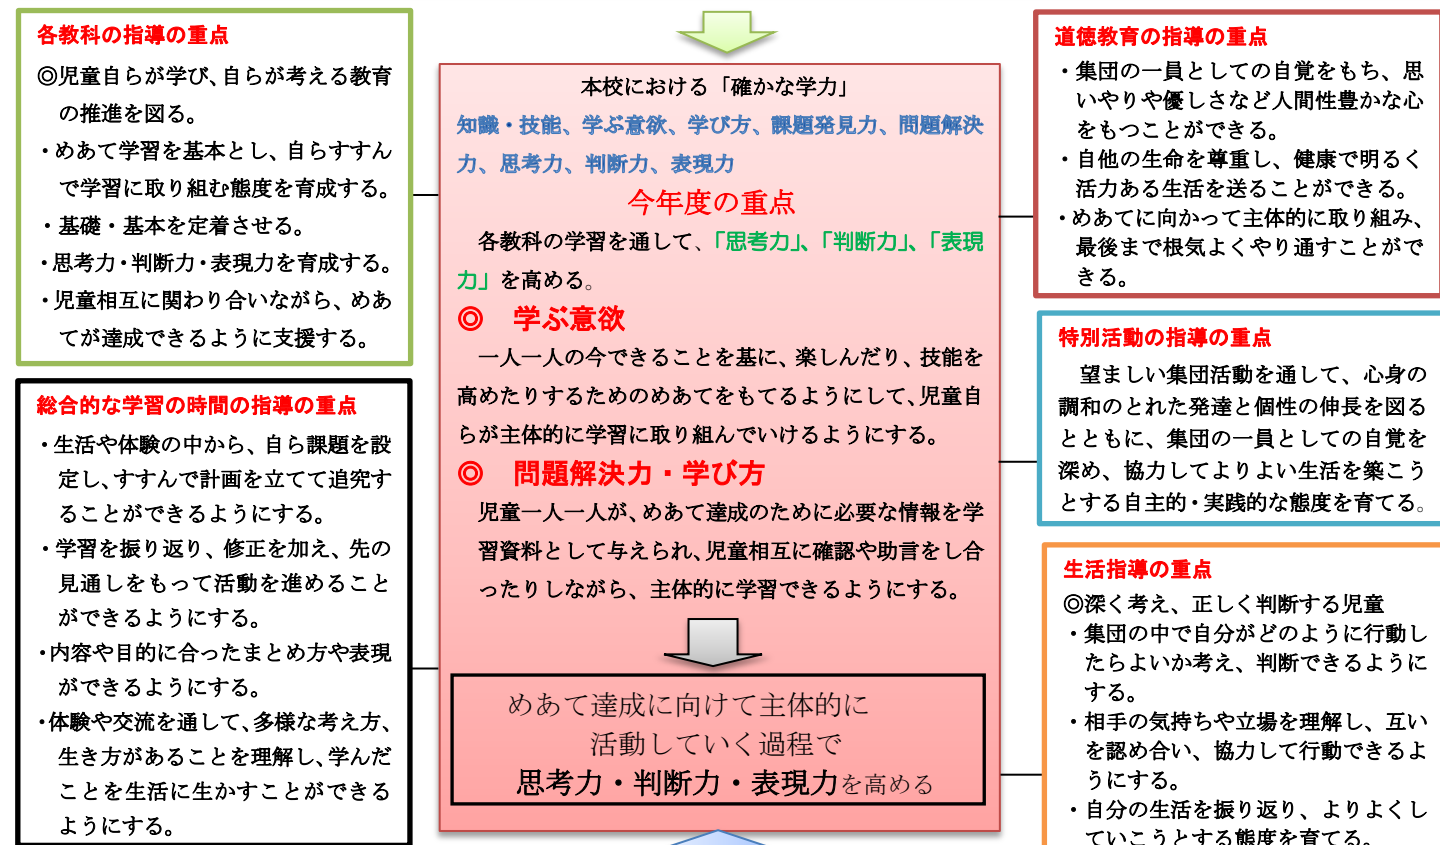 各教科の指導の重点
◎児童自らが学び、自らが考える教育
の推進を図る。
・めあて学習を基本とし、自らすすん
で学習に取り組む態度を育成する。
・基礎・基本を定着させる。
・思考力・判断力・表現力を育成する。
・児童相互に関わり合いながら、めあ
てが達成できるように支援する。
総合的な学習の時間の指導の重点
・生活や体験の中から、自ら課題を設
定し、すすんで計画を立てて追究す
ることができるようにする。
・学習を振り返り、修正を加え、先の
見通しをもって活動を進めること
ができるようにする。
・内容や目的に合ったまとめ方や表現
ができるようにする。
・体験や交流を通して、多様な考え方、
生き方があることを理解し、学んだ
ことを生活に生かすことができる
ようにする。
本校における「確かな学力」
知識・技能、学ぶ意欲、学び方、課題発見力、問題解決
力、思考力、判断力、表現力
今年度の重点
各教科の学習を通して、「思考力」、「判断力」、「表現
力」を高める。
◎ 学ぶ意欲
一人一人の今できることを基に、楽しんだり、技能を
高めたりするためのめあてをもてるようにして、児童自
らが主体的に学習に取り組んでいけるようにする。
◎ 問題解決力・学び方
児童一人一人が、めあて達成のために必要な情報を学
習資料として与えられ、児童相互に確認や助言をし合
ったりしながら、主体的に学習できるようにする。
めあて達成に向けて主体的に
活動していく過程で
思考力・判断力・表現力を高める
道徳教育の指導の重点
・集団の一員としての自覚をもち、思
いやりや優しさなど人間性豊かな心
をもつことができる。
・自他の生命を尊重し、健康で明るく
活力ある生活を送ることができる。
・めあてに向かって主体的に取り組み、
最後まで根気よくやり通すことがで
きる。
特別活動の指導の重点
望ましい集団活動を通して、心身の
調和のとれた発達と個性の伸長を図る
とともに、集団の一員としての自覚を
深め、協力してよりよい生活を築こう
とする自主的・実践的な態度を育てる。
生活指導の重点
◎深く考え、正しく判断する児童
・集団の中で自分がどのように行動し
たらよいか考え、判断できるように
する。
・相手の気持ちや立場を理解し、互い
を認め合い、協力して行動できるよ
うにする。
・自分の生活を振り返り、よりよくし
ていこうとする態度を育てる。